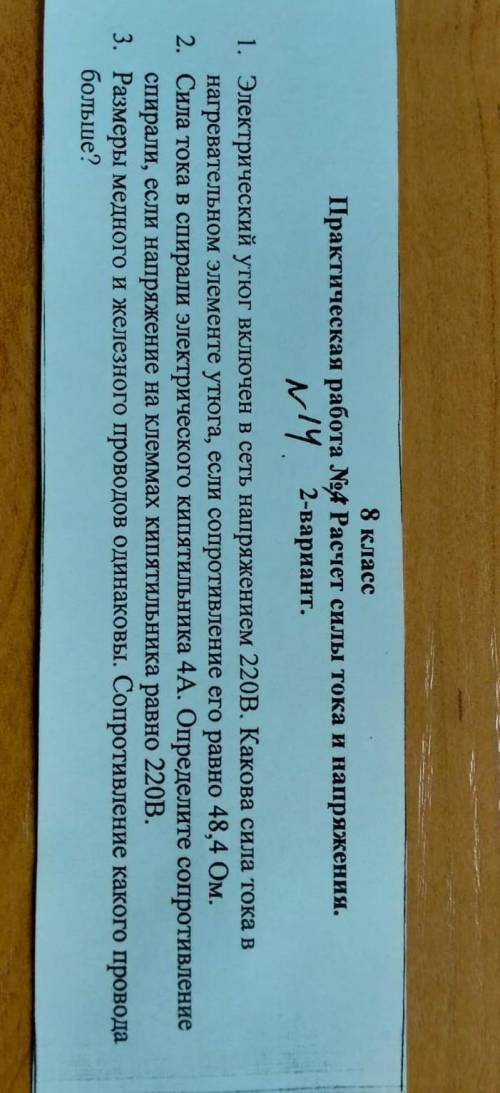 8 класс
Практическая работа №4 Расчет силы тока и напряжения.
N14 2-вариант.
1. Электрический утюг включен в сеть напряжением 220В. Какова сила тока в
нагревательном элементе утюга, если сопротивление его равно 48,4 Ом.
2. Сила тока в спирали электрического кипятильника 4А. Определите сопротивление
спирали, если напряжение на клеммах кипятильника равно 220В.
3. Размеры медного и железного проводов одинаковы. Сопротивление какого провода
больше?